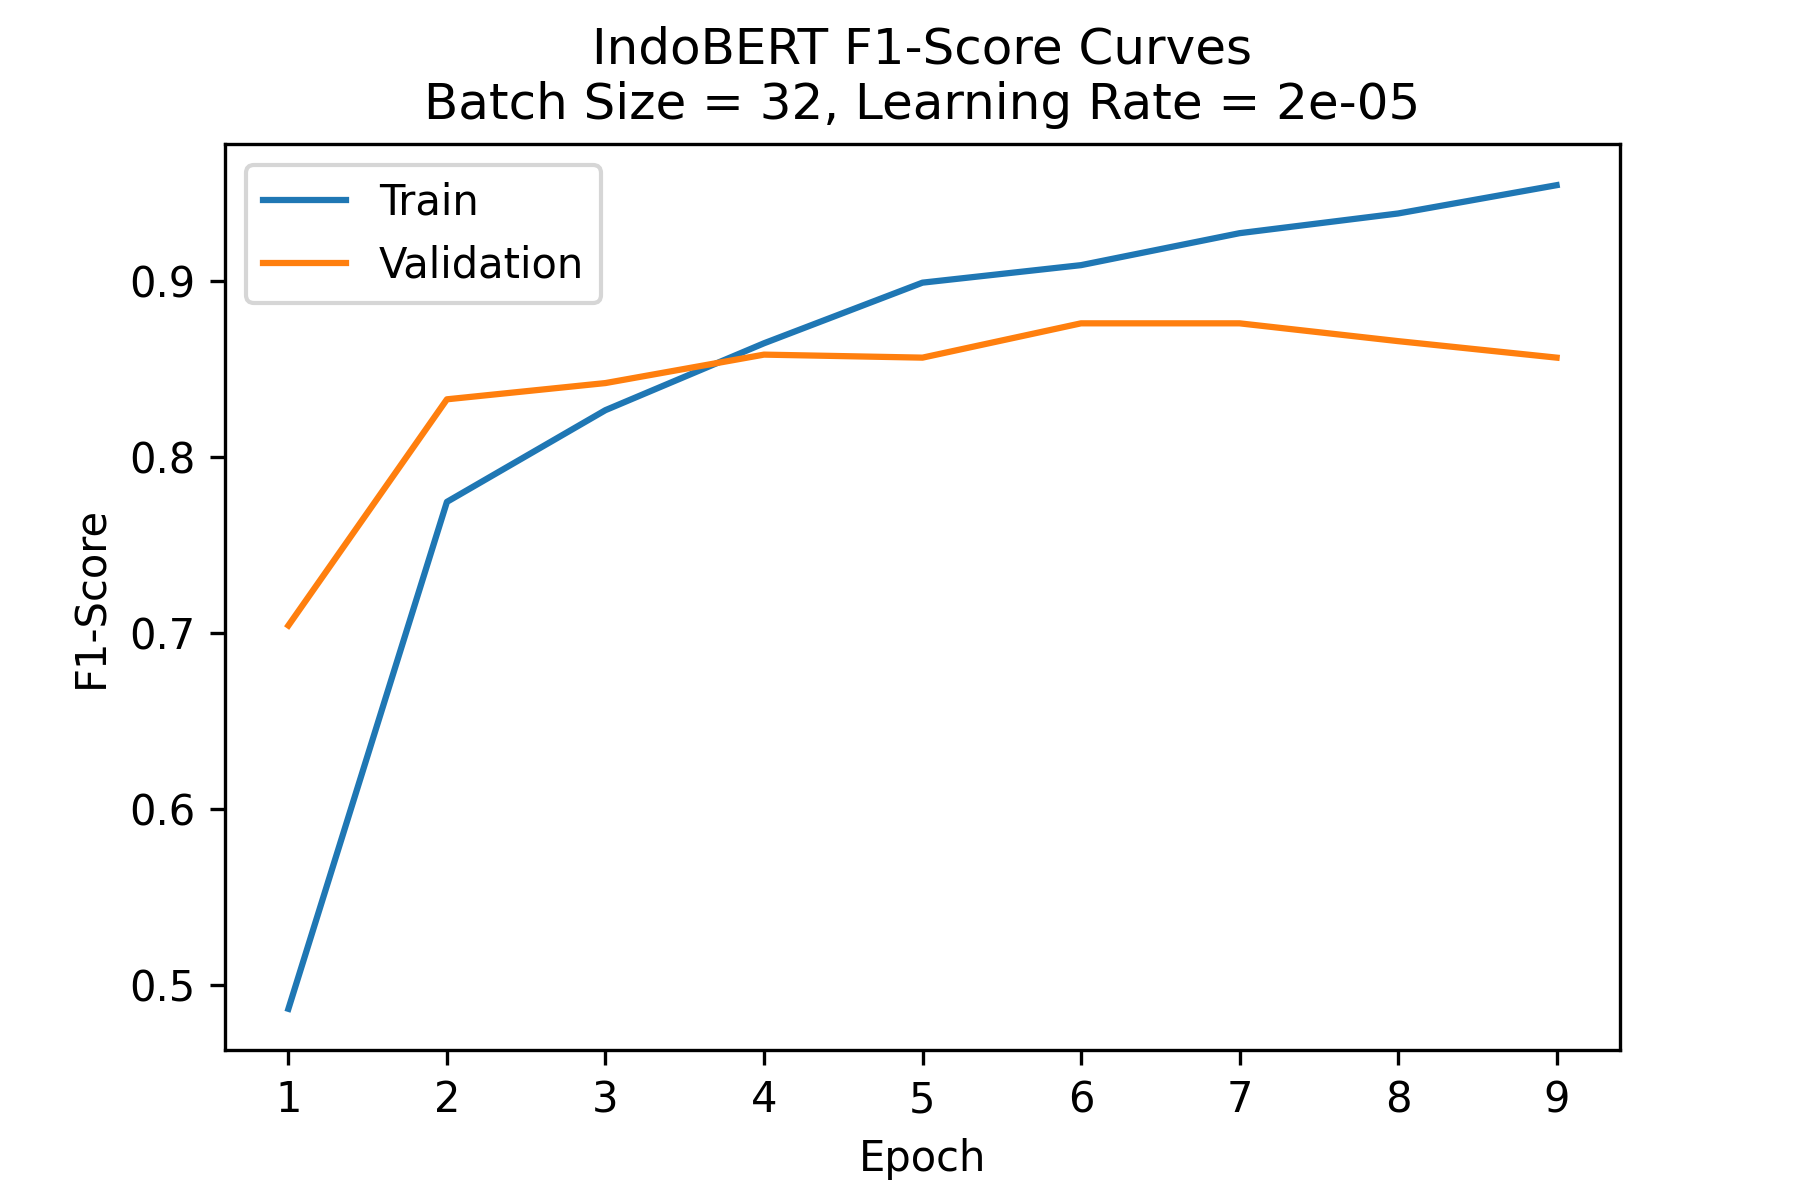 IndoBERT F1-Score Curves
Batch Size = 32, Learning Rate = 2e-05
Train
Validation
0.9
0.8
0.7
0.6
0.5
F1-Score
1 2 3 4 5 6 7 8 9
Epoch